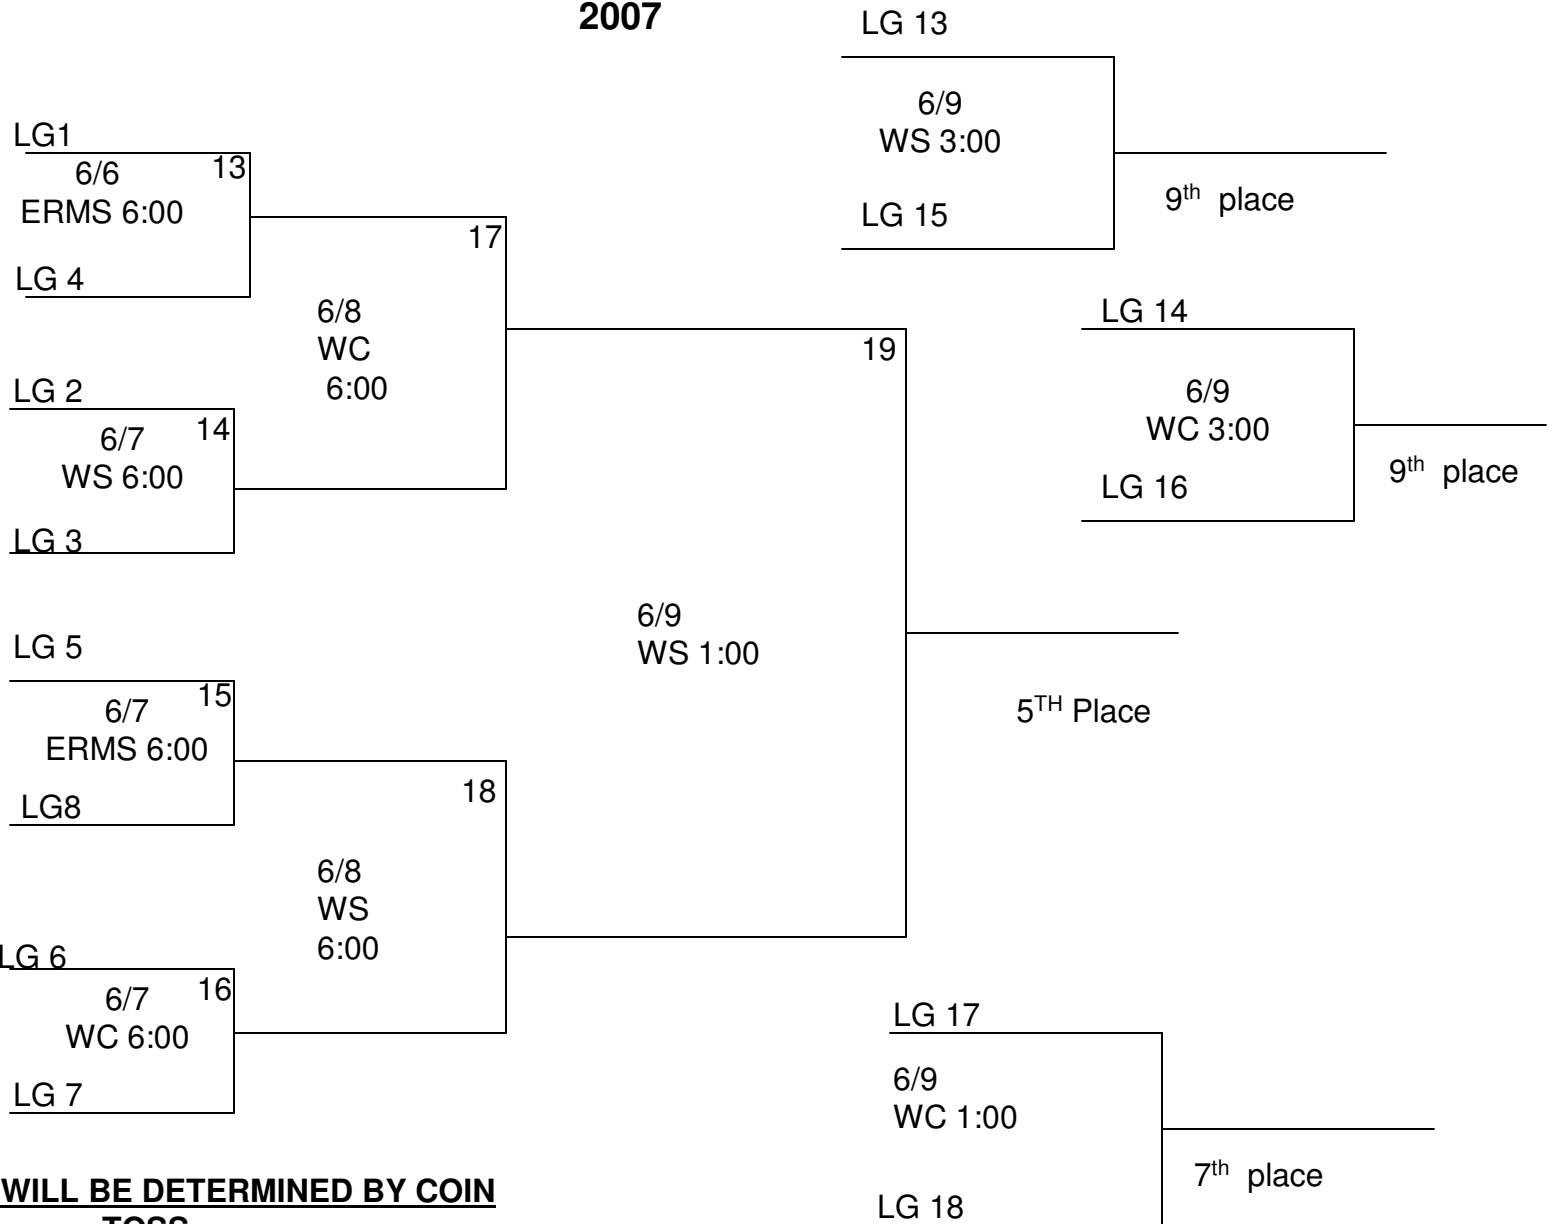 2007
LG1
6/6 13
ERMS 6:00
LG 4
17
6/8
WC
6:00
LG 2
6/7 14
WS 6:00
LG 3
LG 5
6/7 15
ERMS 6:00
LG8
18
6/8
WS
6:00
LG 6
6/7 16
WC 6:00
LG 7
19
6/9
WS 1:00
5TH Place
LG 13
6/9
WS 3:00
LG 15
9th place
LG 14
6/9
WC 3:00
LG 16
9th place
LG 17
6/9
WC 1:00
LG 18
7th place
WILL BE DETERMINED BY COIN
TOSS